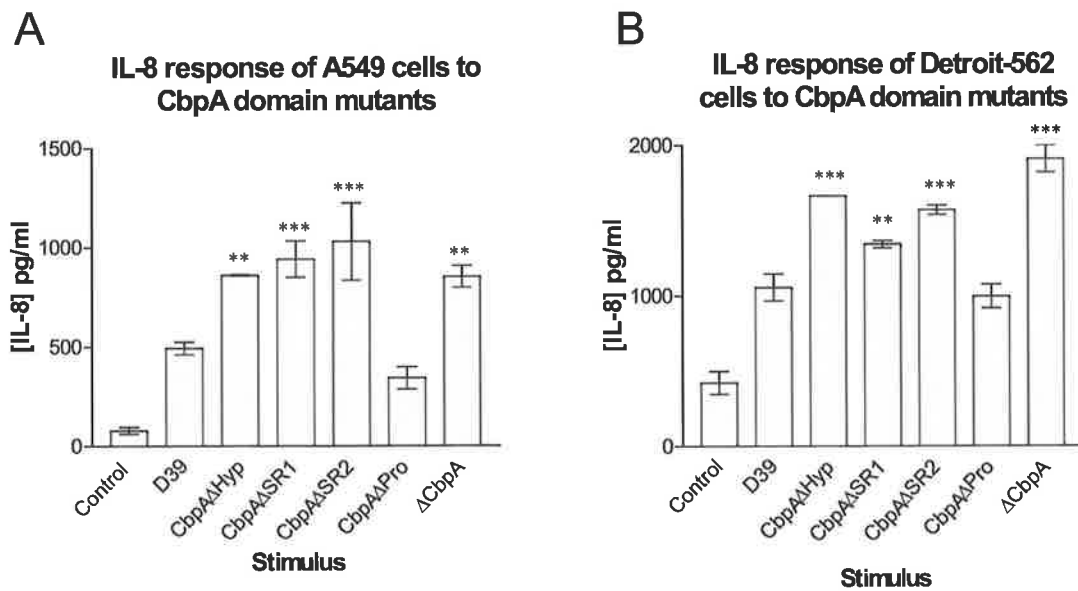 A
IL-8 response of A549 cells to
CbpA domain mutants
[IL-8] pg/ml
1500
1000
500
0
**
***
***
**
Control
D39
CbpAΔHyp
CbpAΔSR1
CbpAΔSR2
CbpAΔPro
ΔCbpA
Stimulus
B
IL-8 response of Detroit-562
cells to CbpA domain mutants
[IL-8] pg/ml
2000
1000
0
***
**
***
***
Control
D39
CbpAΔHyp
CbpAΔSR1
CbpAΔSR2
CbpAΔPro
ΔCbpA
Stimulus